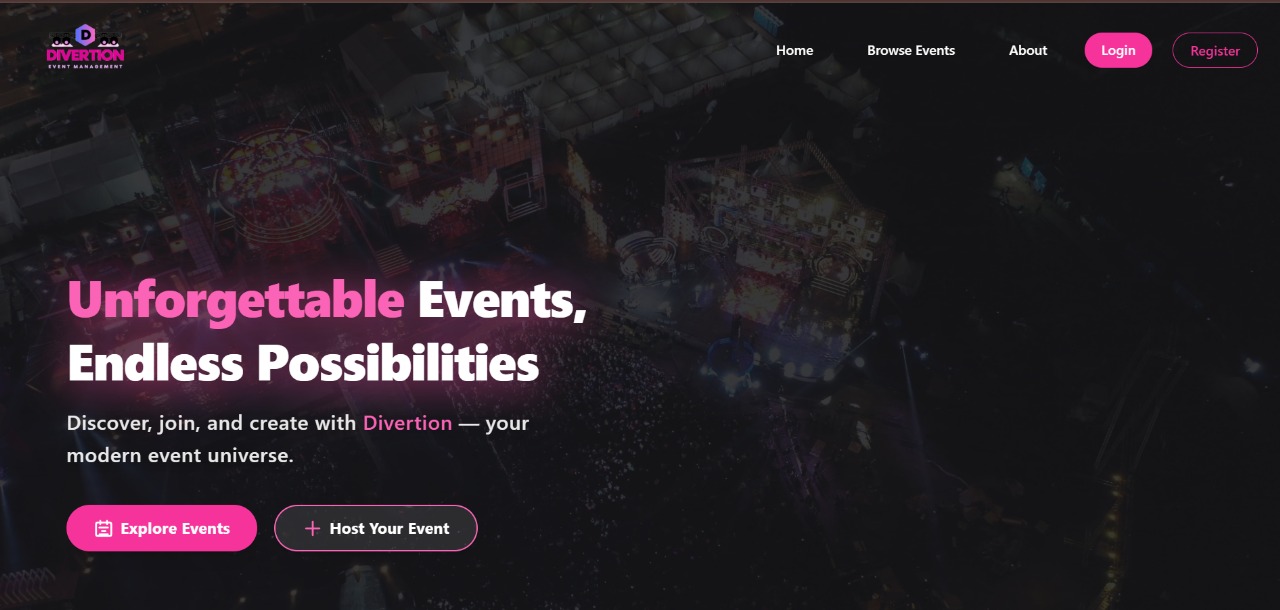 D
DIVERTION
EVENT MANAGEMENT
Home
Browse Events
About
Login
Register
Unforgettable Events,
Endless Possibilities
Discover, join, and create with Divertion — your
modern event universe.
Explore Events
Host Your Event